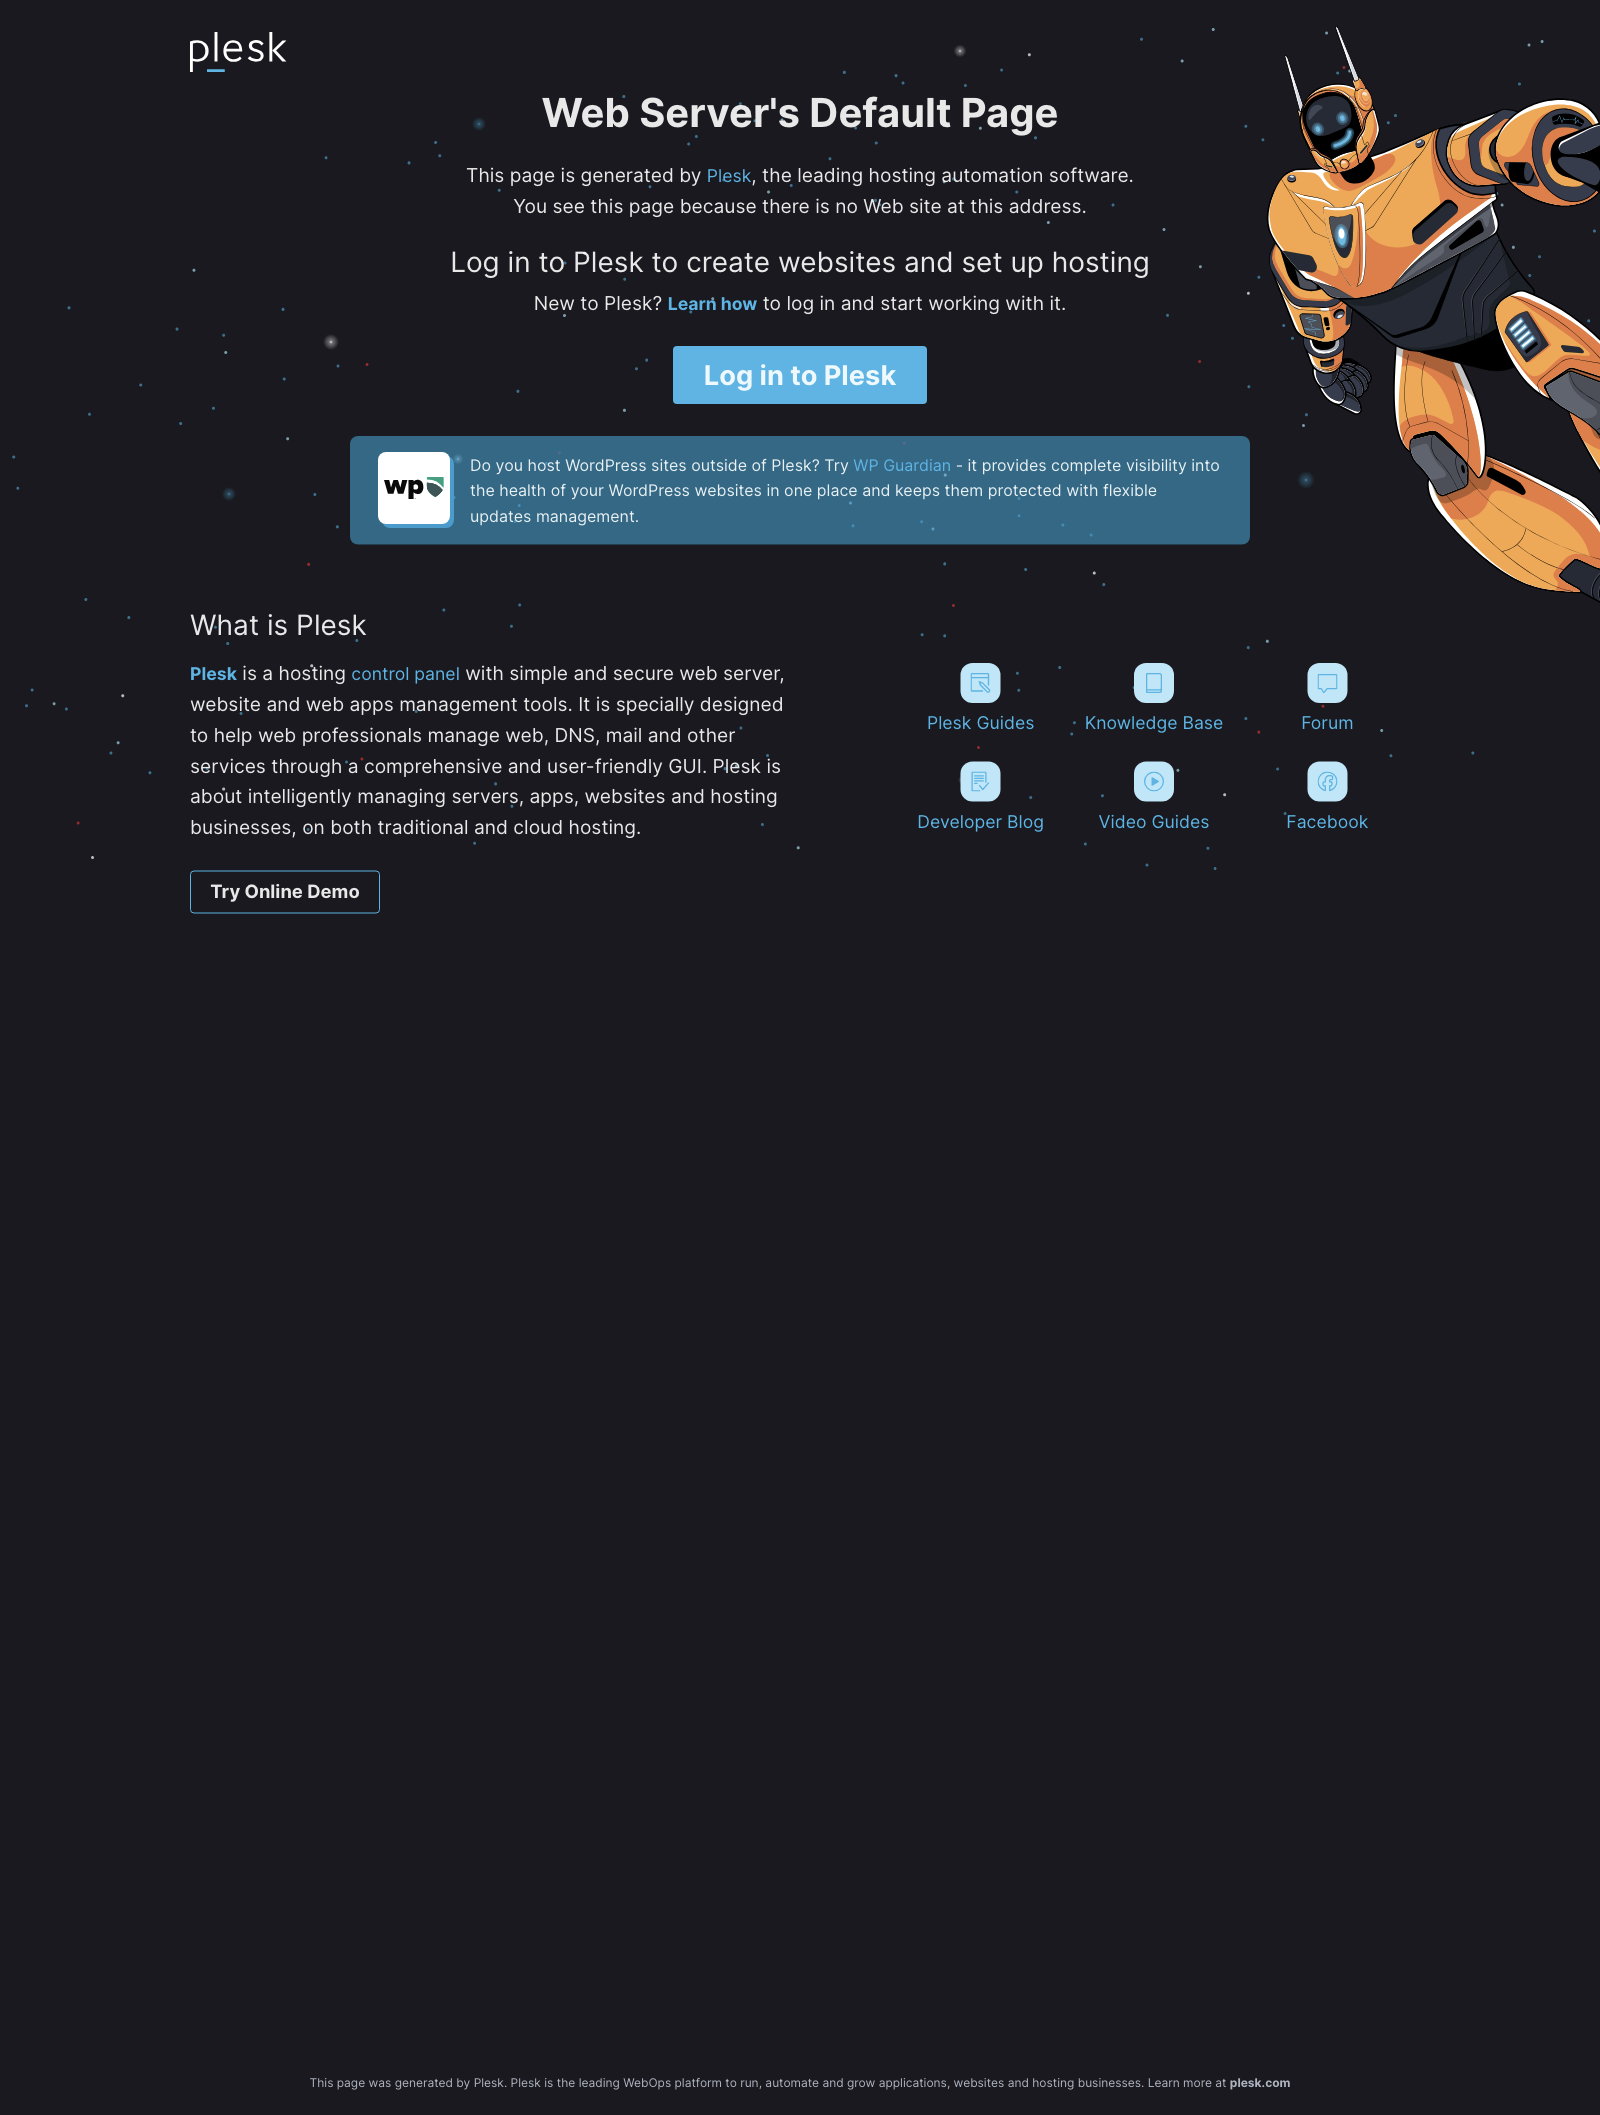 plesk
Web Server's Default Page
This page is generated by Plesk, the leading hosting automation software.
You see this page because there is no Web site at this address.
Log in to Plesk to create websites and set up hosting
New to Plesk? Learn how to log in and start working with it.
Log in to Plesk
wp
Do you host WordPress sites outside of Plesk? Try WP Guardian - it provides complete visibility into
the health of your WordPress websites in one place and keeps them protected with flexible
updates management.
What is Plesk
Plesk is a hosting control panel with simple and secure web server,
website and web apps management tools. It is specially designed
to help web professionals manage web, DNS, mail and other
services through a comprehensive and user-friendly GUI. Plesk is
about intelligently managing servers, apps, websites and hosting
businesses, on both traditional and cloud hosting.
Try Online Demo
Plesk Guides
Knowledge Base
Forum
Developer Blog
Video Guides
Facebook
This page was generated by Plesk. Plesk is the leading WebOps platform to run, automate and grow applications, websites and hosting businesses. Learn more at plesk.com